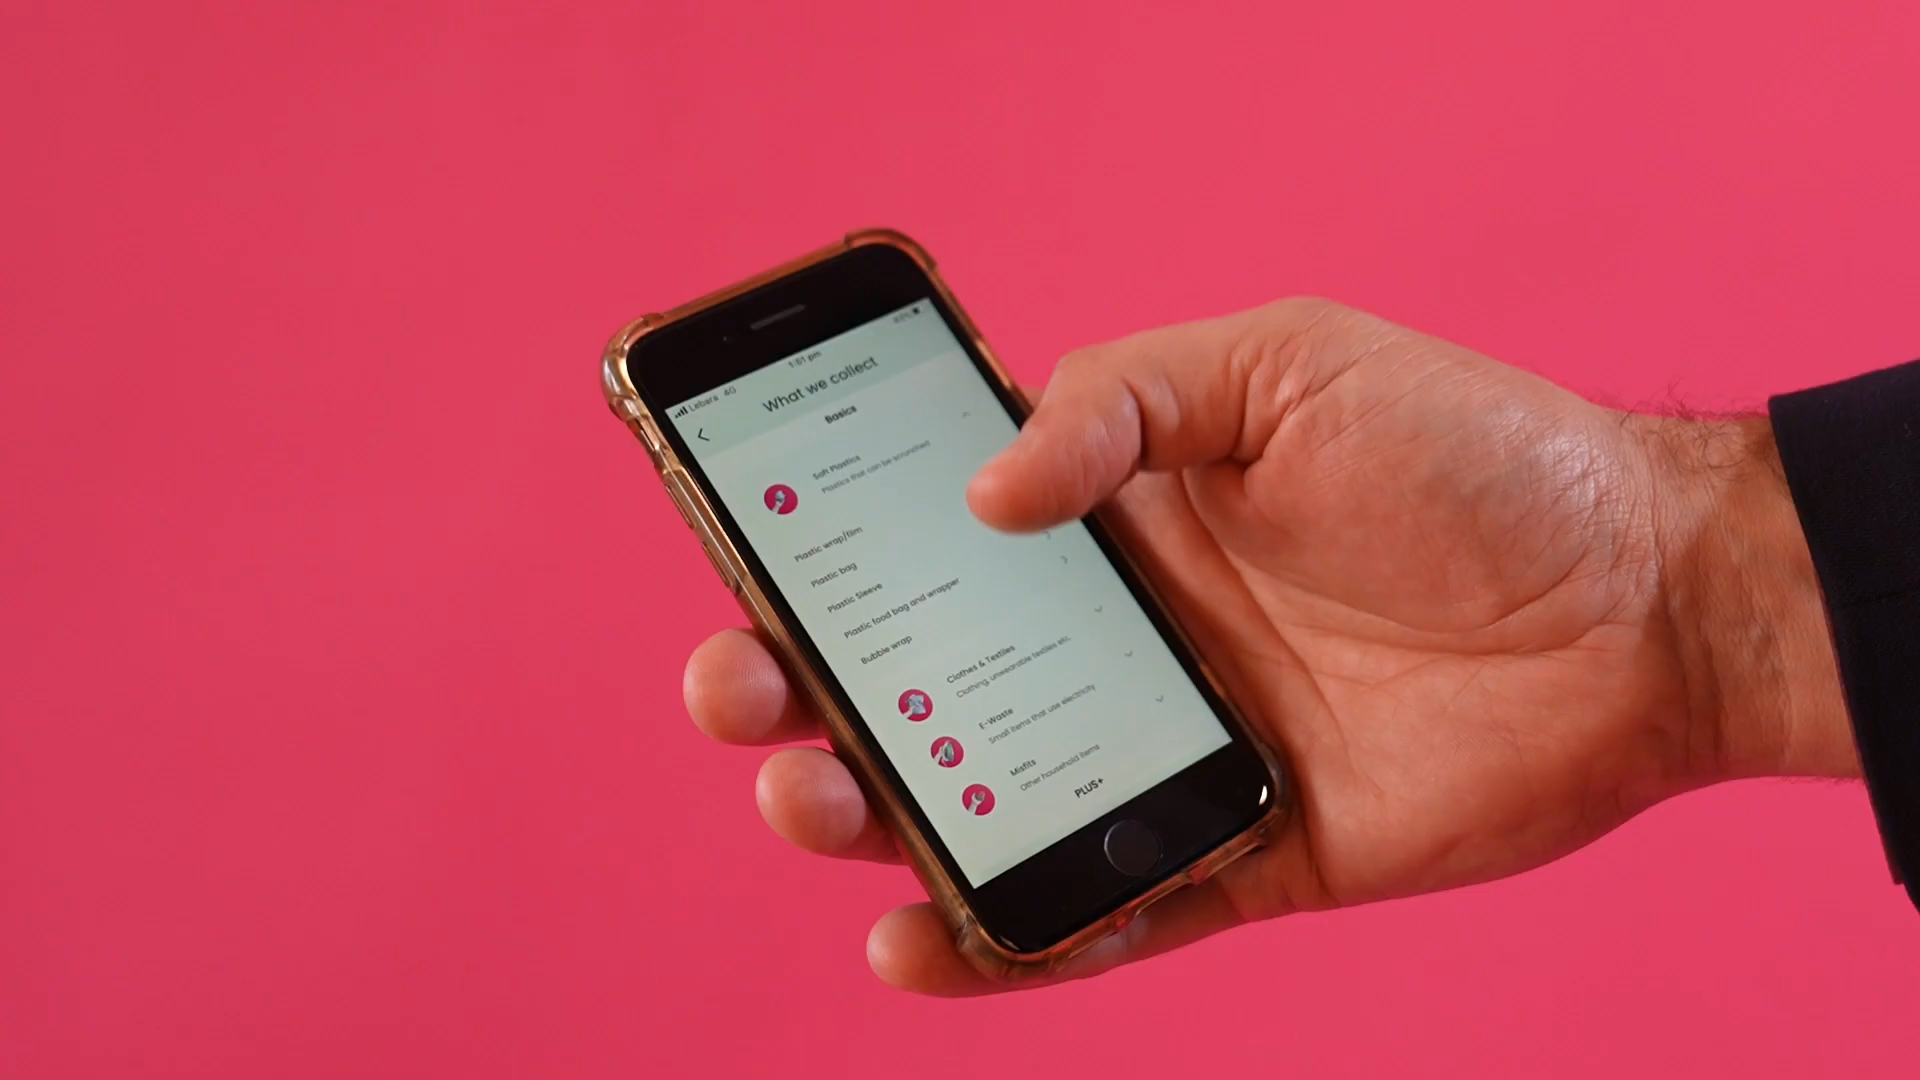 Lebara 4G
1:01 pm
What we collect
Basics
Soft Plastics
Plastics that can be scrunched
Plastic wrap/film
Plastic bag
Plastic Sleeve
Plastic food bag and wrapper
Bubble wrap
Clothes & Textiles
Clothing, unwearable textiles etc.
E-Waste
Small items that use electricity
Misfits
Other household items
PLUS+